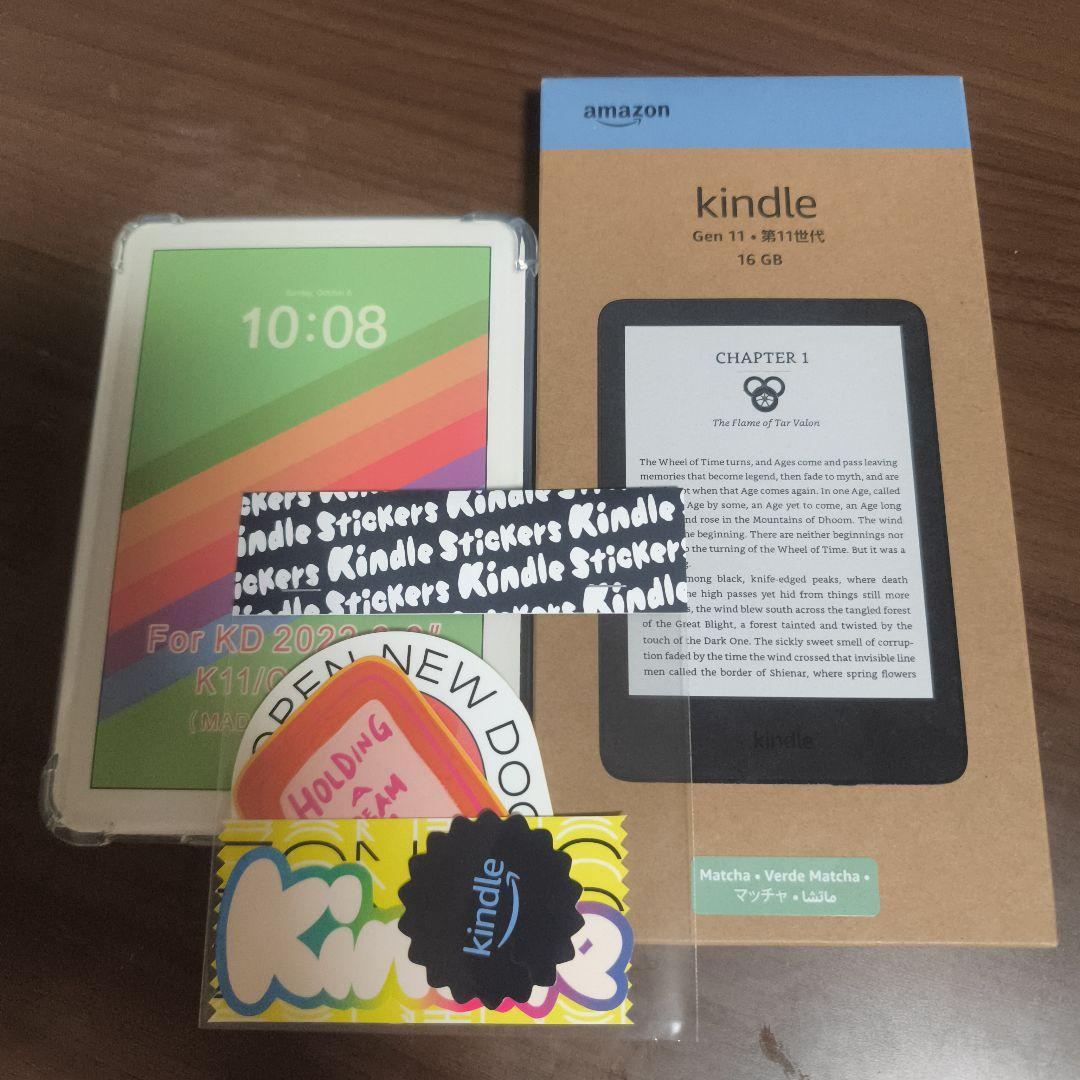 amazon
kindle
Gen 11 • 第11世代
16 GB
CHAPTER 1
The Flame of Tar Valon
The Wheel of Time turns, and Ages come and pass leaving
memories that become legend, then fade to myth, and are
when that Age comes again. In one Age, called
Age by some, an Age yet to come, an Age long
rose in the Mountains of Dhoom. The wind
beginning. There are neither beginnings nor
the turning of the Wheel of Time. But it was a
black, knife-edged peaks, where death
high passes yet hid from things still more
the wind blew south across the tangled forest
of the Great Blight, a forest tainted and twisted by the
touch of the Dark One. The sickly sweet smell of corrup-
tion faded by the time the wind crossed that invisible line
men called the border of Shienar, where spring flowers
kindle
Matcha • Verde Matcha •
マッチャ • ماتشا
Sunday, October 8
10:08
For KD 2022
K11/
(MAD
Kindle
Stickers Kindle
Kindle Stickers Kindle
Stickers Kindle Stickers
Kindle
OPEN NEW DOO
HOLDING
A
kindle
Kindle